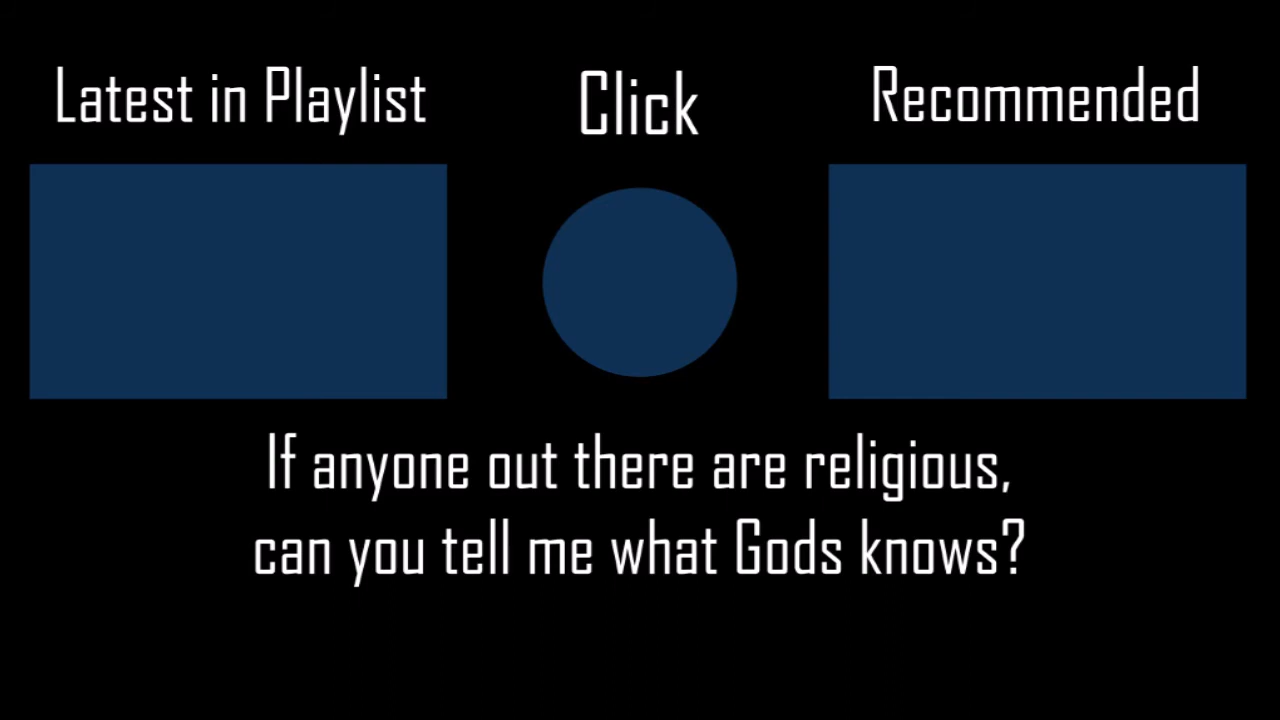 Latest in Playlist
Click
Recommended
If anyone out there are religious,
can you tell me what Gods knows?